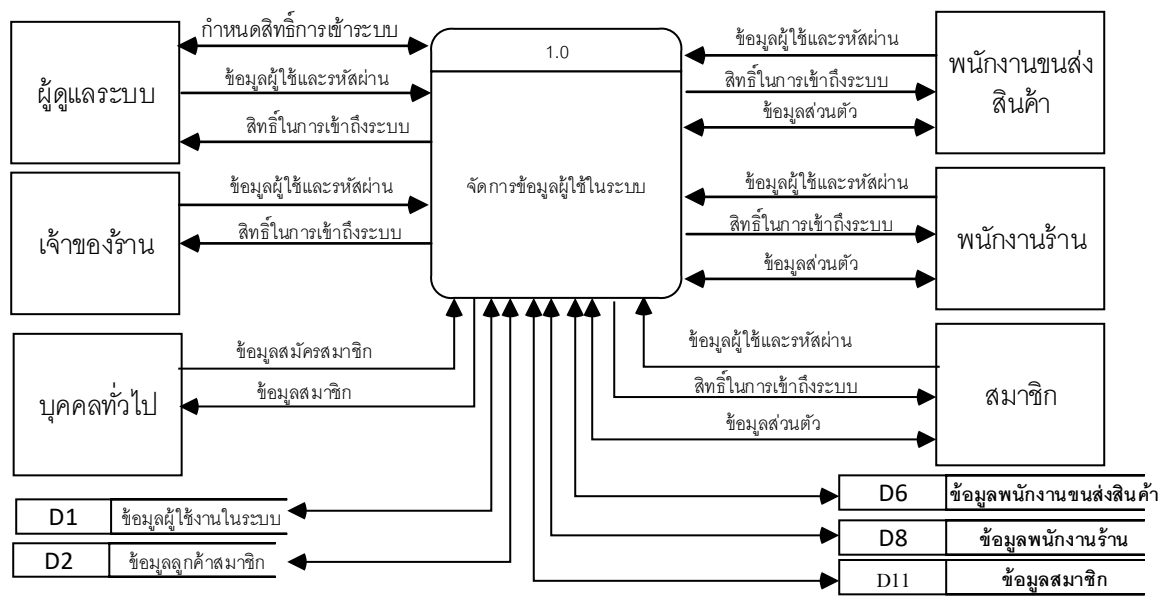 ผู้ดูแลระบบ
กำหนดสิทธิ์การเข้าระบบ
ข้อมูลผู้ใช้และรหัสผ่าน
สิทธิ์ในการเข้าถึงระบบ
เจ้าของร้าน
ข้อมูลผู้ใช้และรหัสผ่าน
สิทธิ์ในการเข้าถึงระบบ
บุคคลทั่วไป
ข้อมูลสมัครสมาชิก
ข้อมูลสมาชิก
1.0
จัดการข้อมูลผู้ใช้ในระบบ
ข้อมูลผู้ใช้และรหัสผ่าน
สิทธิ์ในการเข้าถึงระบบ
ข้อมูลส่วนตัว
พนักงานขนส่ง
สินค้า
ข้อมูลผู้ใช้และรหัสผ่าน
สิทธิ์ในการเข้าถึงระบบ
ข้อมูลส่วนตัว
พนักงานร้าน
ข้อมูลผู้ใช้และรหัสผ่าน
สิทธิ์ในการเข้าถึงระบบ
ข้อมูลส่วนตัว
สมาชิก
D1 ข้อมูลผู้ใช้งานในระบบ
D2 ข้อมูลลูกค้าสมาชิก
D6 ข้อมูลพนักงานขนส่งสินค้า
D8 ข้อมูลพนักงานร้าน
D11 ข้อมูลสมาชิก